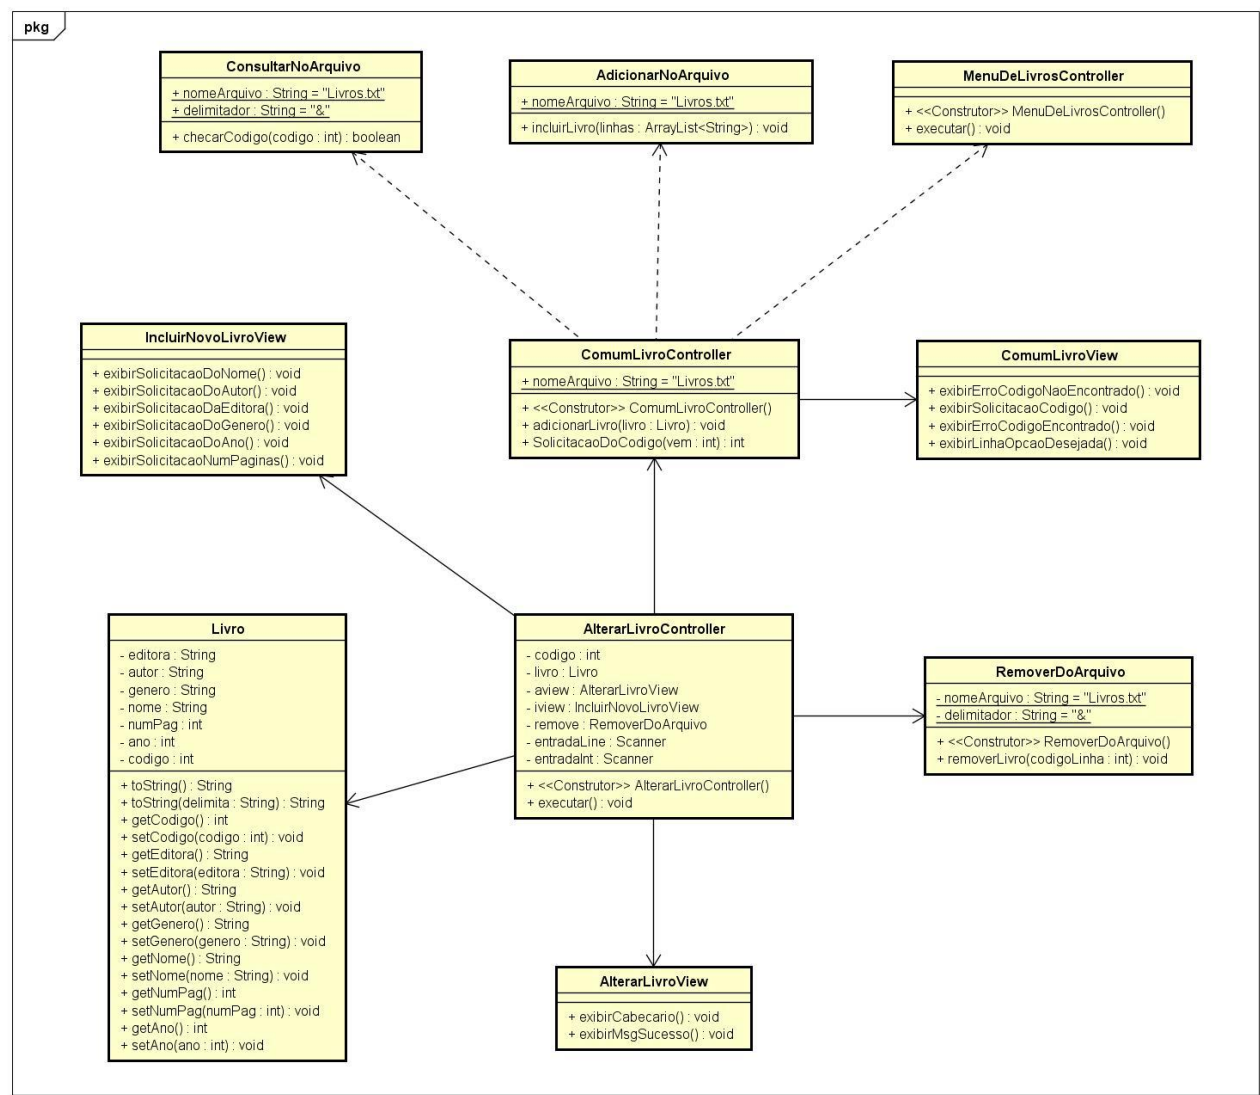 pkg
ConsultarNoArquivo
+ nomeArquivo : String = "Livros.txt"
+ delimitador : String = "&"
+ checarCodigo(codigo : int) : boolean
AdicionarNoArquivo
+ nomeArquivo : String = "Livros.txt"
+ incluirLivro(linhas : ArrayList<String>) : void
MenuDeLivrosController
+ <<Construtor>> MenuDeLivrosController()
+ executar() : void
IncluirNovoLivroView
+ exibirSolicitacaoDoNome() : void
+ exibirSolicitacaoDoAutor() : void
+ exibirSolicitacaoDaEditora() : void
+ exibirSolicitacaoDoGenero() : void
+ exibirSolicitacaoDoAno() : void
+ exibirSolicitacaoNumPaginas() : void
ComumLivroController
+ nomeArquivo : String = "Livros.txt"
+ <<Construtor>> ComumLivroController()
+ adicionarLivro(livro : Livro) : void
+ SolicitacaoDoCodigo(vem : int) : int
ComumLivroView
+ exibirErroCodigoNaoEncontrado() : void
+ exibirSolicitacaoCodigo() : void
+ exibirErroCodigoEncontrado() : void
+ exibirLinhaOpcaoDesejada() : void
Livro
- editora : String
- autor : String
- genero : String
- nome : String
- numPag : int
- ano : int
- codigo : int
+ toString() : String
+ toString(delimita : String) : String
+ getCodigo() : int
+ setCodigo(codigo : int) : void
+ getEditora() : String
+ setEditora(editora : String) : void
+ getAutor() : String
+ setAutor(autor : String) : void
+ getGenero() : String
+ setGenero(genero : String) : void
+ getNome() : String
+ setNome(nome : String) : void
+ getNumPag() : int
+ setNumPag(numPag : int) : void
+ getAno() : int
+ setAno(ano : int) : void
AlterarLivroController
- codigo : int
- livro : Livro
- aview : AlterarLivroView
- iview : IncluirNovoLivroView
- remove : RemoverDoArquivo
- entradaLine : Scanner
- entradaInt : Scanner
+ <<Construtor>> AlterarLivroController()
+ executar() : void
RemoverDoArquivo
- nomeArquivo : String = "Livros.txt"
- delimitador : String = "&"
+ <<Construtor>> RemoverDoArquivo()
+ removerLivro(codigoLinha : int) : void
AlterarLivroView
+ exibirCabecario() : void
+ exibirMsgSucesso() : void